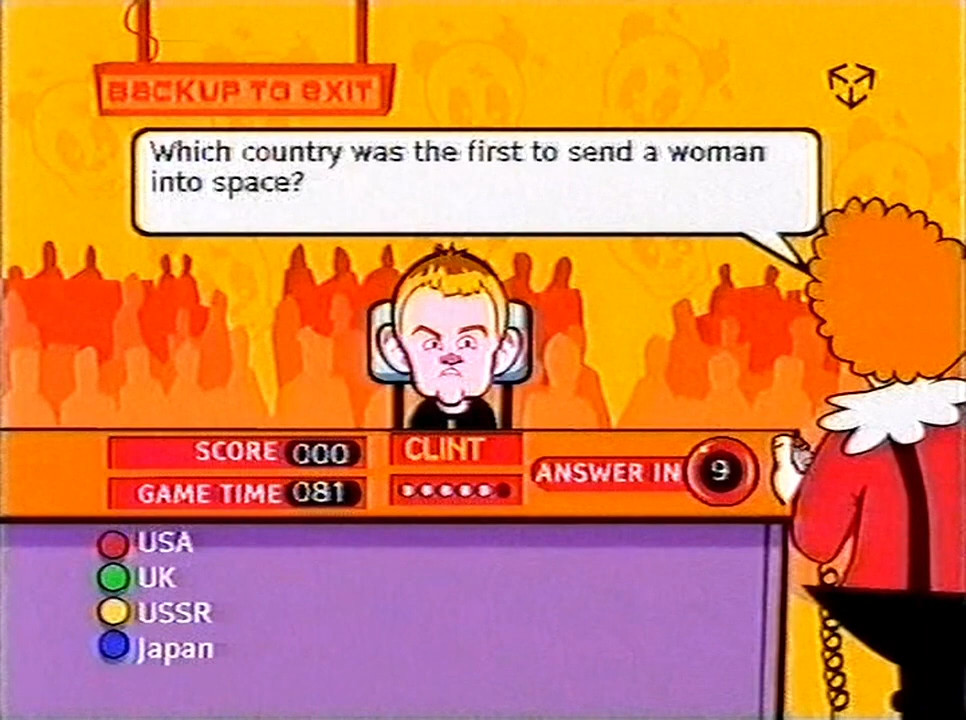 BACKUP TO EXIT
Which country was the first to send a woman
into space?
SCORE 000
CLINT
GAME TIME 081
ANSWER IN 9
USA
UK
USSR
Japan